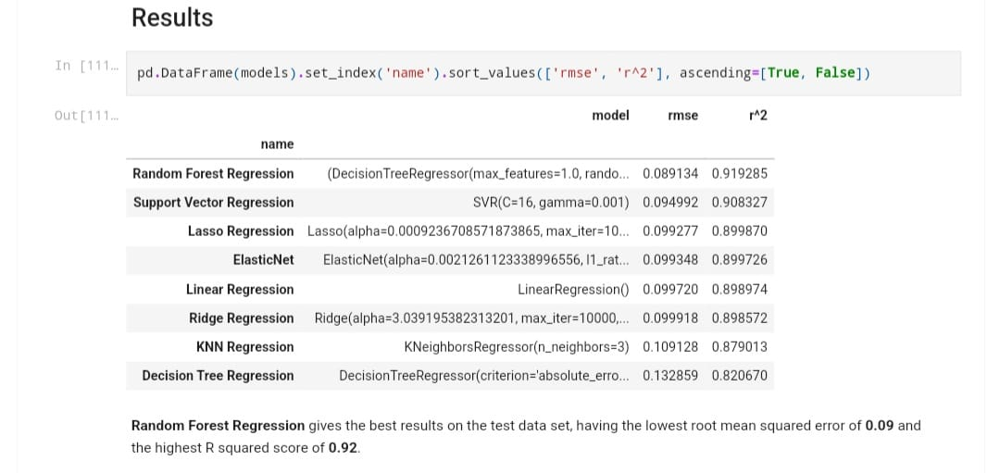 Results
In [111…
pd.DataFrame(models).set_index('name').sort_values(['rmse', 'r^2'], ascending=[True, False])
Out[111…
model rmse r^2
name
Random Forest Regression (DecisionTreeRegressor(max_features=1.0, rando... 0.089134 0.919285
Support Vector Regression SVR(C=16, gamma=0.001) 0.094992 0.908327
Lasso Regression Lasso(alpha=0.0009236708571873865, max_iter=10... 0.099277 0.899870
ElasticNet ElasticNet(alpha=0.0021261123338996556, l1_rat... 0.099348 0.899726
Linear Regression LinearRegression() 0.099720 0.898974
Ridge Regression Ridge(alpha=3.039195382313201, max_iter=10000,... 0.099918 0.898572
KNN Regression KNeighborsRegressor(n_neighbors=3) 0.109128 0.879013
Decision Tree Regression DecisionTreeRegressor(criterion='absolute_erro... 0.132859 0.820670
Random Forest Regression gives the best results on the test data set, having the lowest root mean squared error of 0.09 and
the highest R squared score of 0.92.